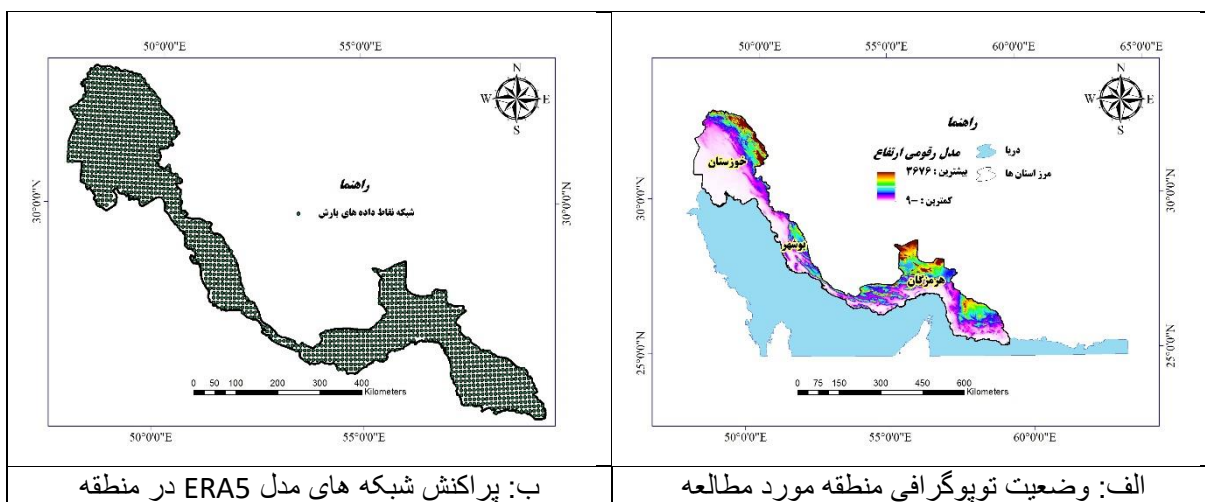 50°0'0"E 55°0'0"E 60°0'0"E 65°0'0"E
N
W E
S
راهنما
دریا
مرز استان ها
مدل رقومی ارتفاع
بیشترین : ۳۶۷۶
کمترین : ۹-
خوزستان
بوشهر
هرمزگان
30°0'0"N
25°0'0"N
30°0'0"N
25°0'0"N
0 75 150 300 450 600
Kilometers
50°0'0"E 55°0'0"E 60°0'0"E
الف: وضعیت توپوگرافی منطقه مورد مطالعه
50°0'0"E 55°0'0"E
N
W E
S
راهنما
شبکه نقاط داده های بارش
30°0'0"N
30°0'0"N
0 50 100 200 300 400
Kilometers
50°0'0"E 55°0'0"E
ب: پراکنش شبکه های مدل ERA5 در منطقه